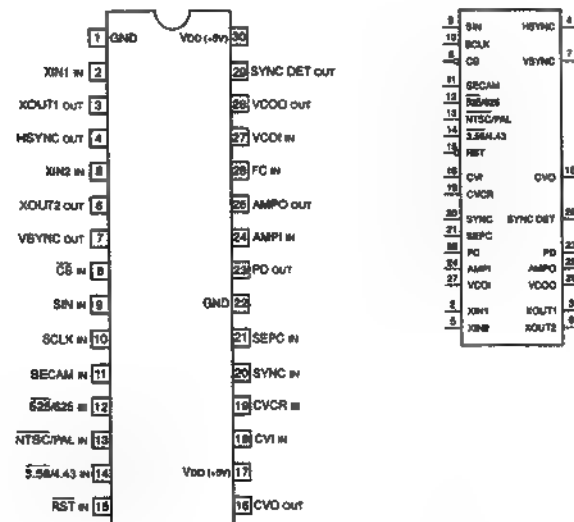 1 GND
XIN1 IN 2
XOUT1 OUT 3
HSYNC OUT 4
XIN2 IN 5
XOUT2 OUT 6
VSYNC OUT 7
CS IN 8
SIN IN 9
SCLK IN 10
SECAM IN 11
525/625 IN 12
NTSC/PAL IN 13
3.58/4.43 IN 14
RST IN 15
VDD (+5V) 30
29 SYNC DET OUT
28 VCOO OUT
27 VCOI IN
26 FC IN
25 AMPO OUT
24 AMPI IN
23 PD OUT
GND 22
21 SEPC IN
20 SYNC IN
19 CVCR IN
18 CVI IN
VDD (+5V) 17
16 CVO OUT
9 SIN HSYNC 4
10 SCLK
8 CS VSYNC 7
11 SECAM
12 525/625
13 NTSC/PAL
14 3.58/4.43
15 RST
18 CVI CVO 16
19 CVCR
20 SYNC SYNC DET 29
21 SEPC
26 FC PD 23
24 AMPI AMPO 25
27 VCOI VCOO 28
2 XIN1 XOUT1 3
5 XIN2 XOUT2 6